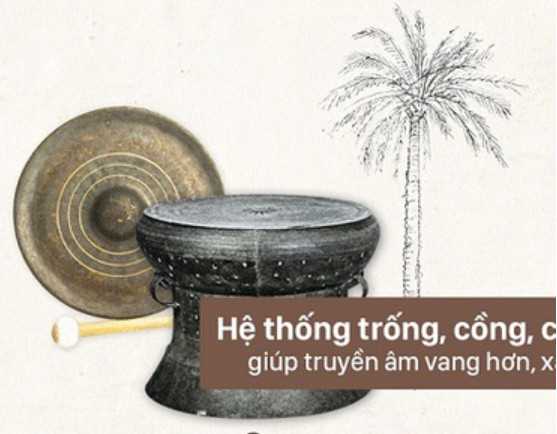 Hệ thống trống, cồng,
giúp truyền âm vang hơn,